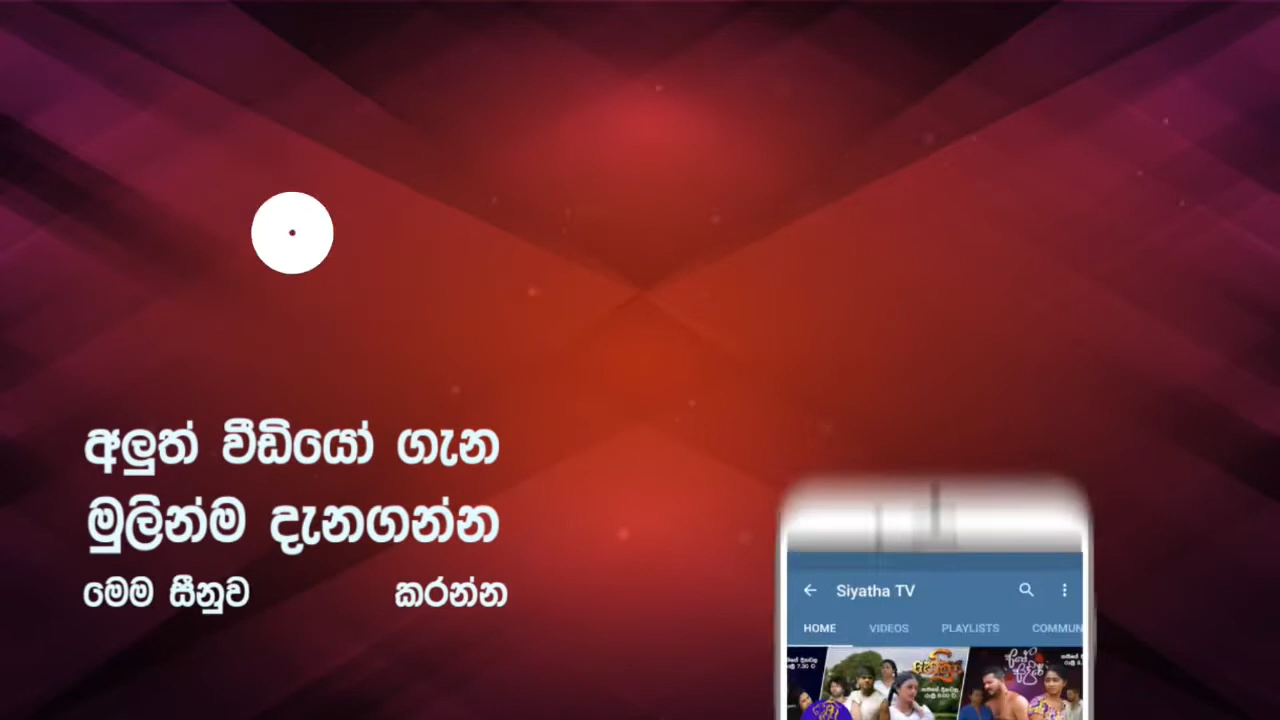 අලුත් වීඩියෝ ගැන
මුලින්ම දැනගන්න
මෙම සීනුව කරන්න
Siyatha TV
HOME VIDEOS PLAYLISTS COMMUN